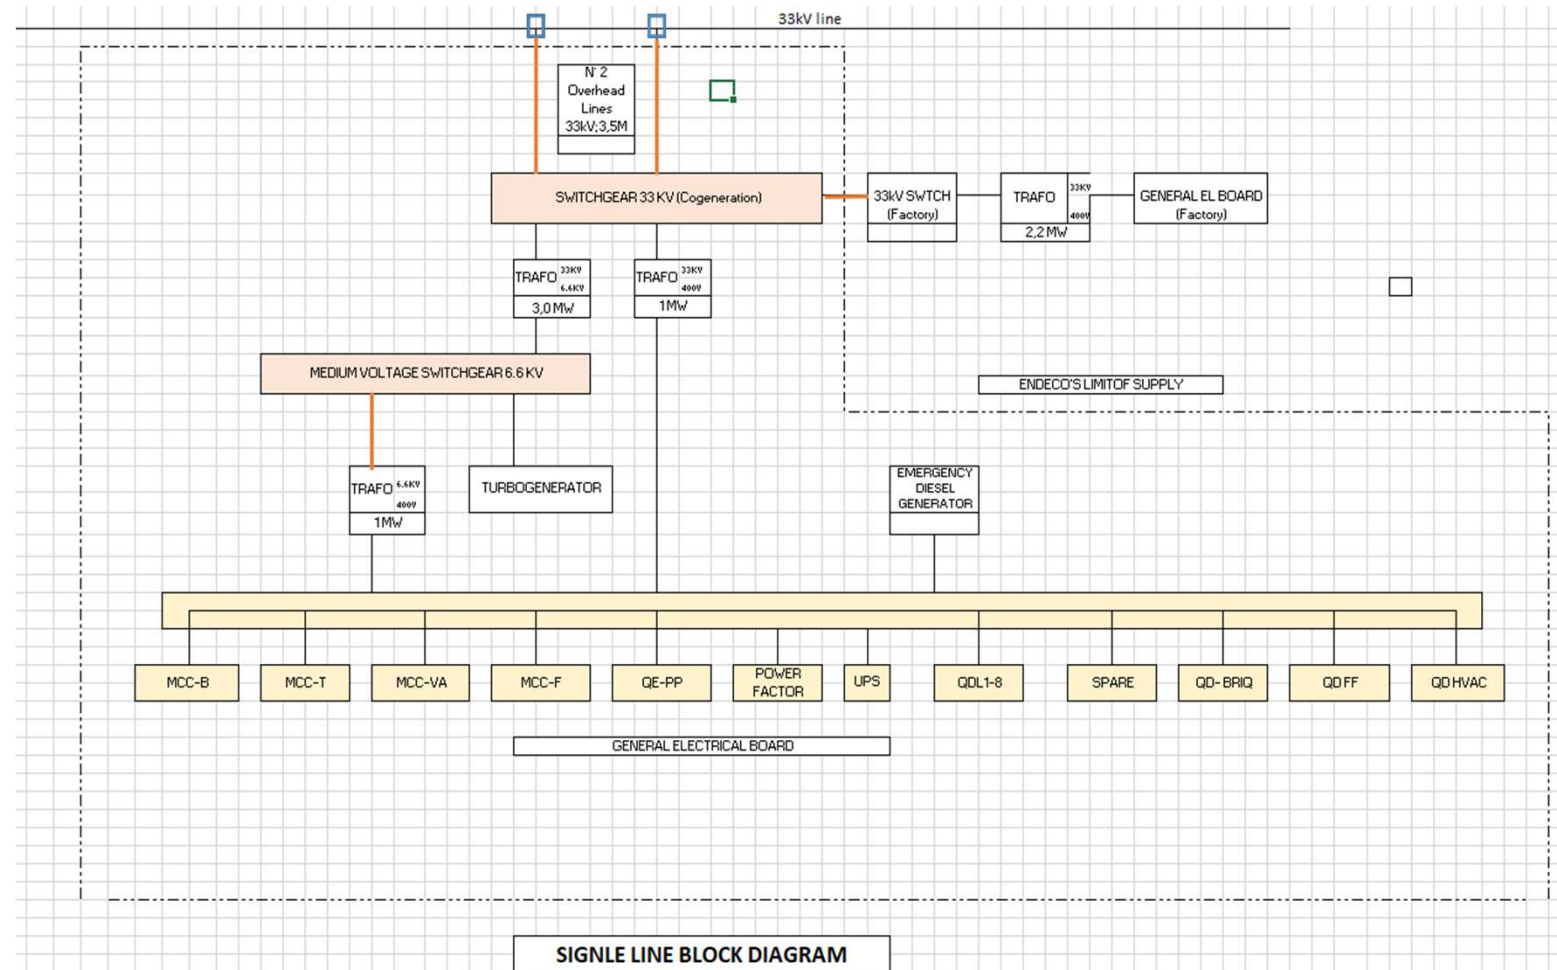 33kV line
N° 2
Overhead
Lines
33kV;3,5M
SWITCHGEAR 33 KV (Cogeneration)
33kV SWTCH
(Factory)
TRAFO
33KV
400V
2,2 MW
GENERAL EL BOARD
(Factory)
TRAFO
33KV
6.6KV
3,0 MW
TRAFO
33KV
400V
1 MW
MEDIUM VOLTAGE SWITCHGEAR 6.6 KV
ENDECO'S LIMITOF SUPPLY
TRAFO
6.6KV
400V
1 MW
TURBOGENERATOR
EMERGENCY
DIESEL
GENERATOR
MCC-B
MCC-T
MCC-VA
MCC-F
QE-PP
POWER
FACTOR
UPS
QDL1-8
SPARE
QD- BRIQ
QD FF
QD HVAC
GENERAL ELECTRICAL BOARD
SIGNLE LINE BLOCK DIAGRAM